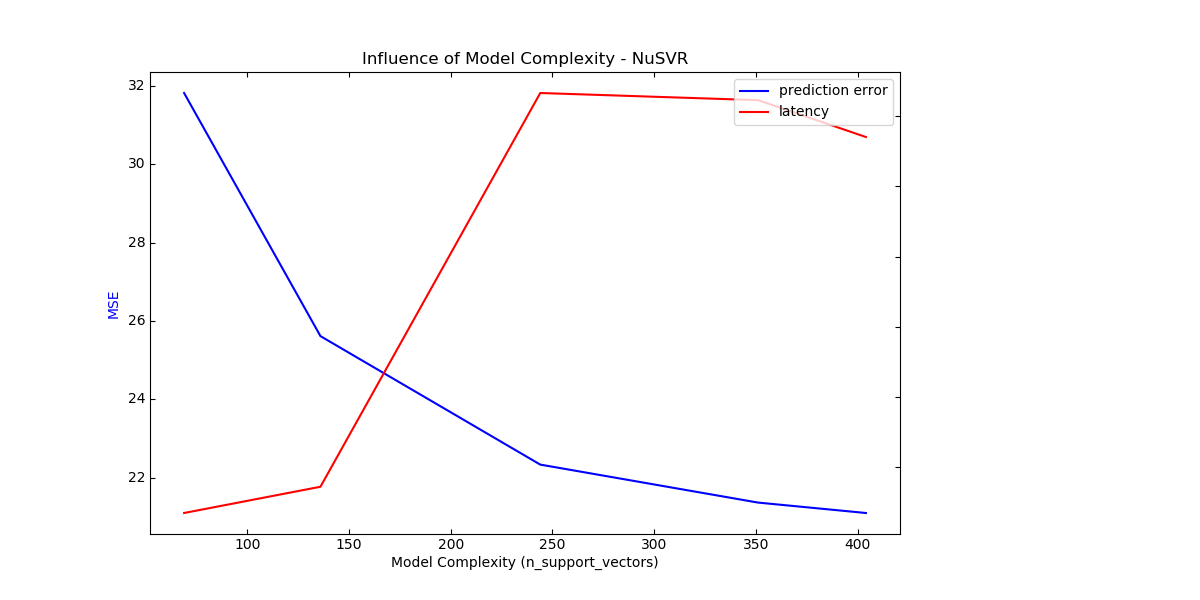 Influence of Model Complexity - NuSVR
prediction error
latency
32
30
28
26
24
22
MSE
100 150 200 250 300 350 400
Model Complexity (n_support_vectors)